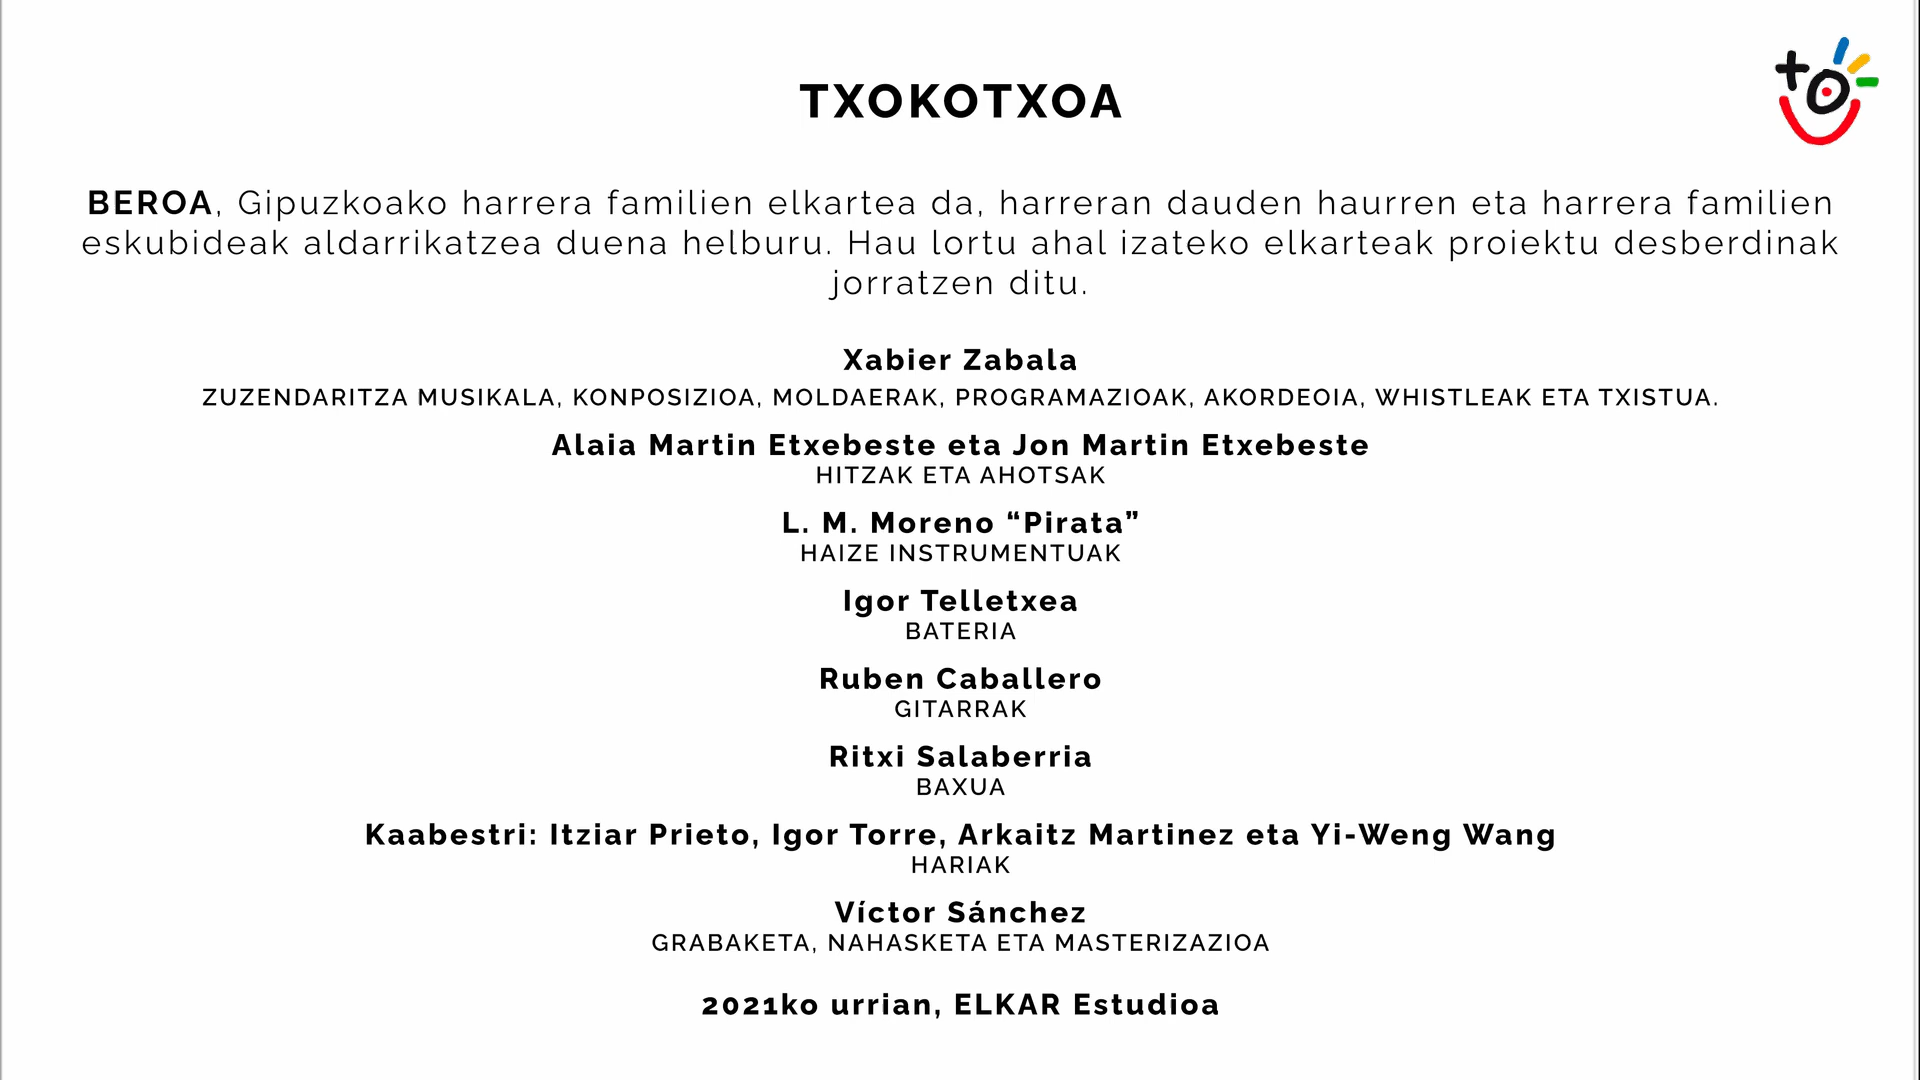 to
TXOKOTXOA
BEROA, Gipuzkoako harrera familien elkartea da, harreran dauden haurren eta harrera familien
eskubideak aldarrikatzea duena helburu. Hau lortu ahal izateko elkarteak proiektu desberdinak
jorratzen ditu.
Xabier Zabala
ZUZENDARITZA MUSIKALA, KONPOSIZIOA, MOLDAERAK, PROGRAMAZIOAK, AKORDEOIA, WHISTLEAK ETA TXISTUA.
Alaia Martin Etxebeste eta Jon Martin Etxebeste
HITZAK ETA AHOTSAK
L. M. Moreno “Pirata”
HAIZE INSTRUMENTUAK
Igor Telletxea
BATERIA
Ruben Caballero
GITARRAK
Ritxi Salaberria
BAXUA
Kaabestri: Itziar Prieto, Igor Torre, Arkaitz Martinez eta Yi-Weng Wang
HARIAK
Víctor Sánchez
GRABAKETA, NAHASKETA ETA MASTERIZAZIOA
2021ko urrian, ELKAR Estudioa